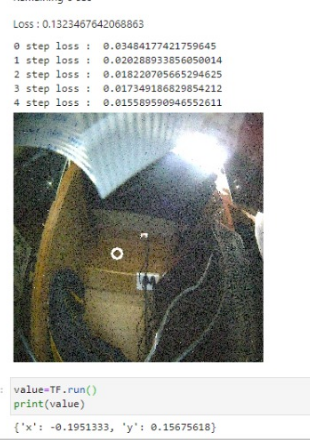 Loss : 0.1323467642068863
0 step loss :  0.03484177421759645
1 step loss :  0.020288933856050014
2 step loss :  0.018220705665294625
3 step loss :  0.017349186829854212
4 step loss :  0.015589590946552611
value=TF.run()
print(value)
{'x': -0.1951333, 'y': 0.15675618}